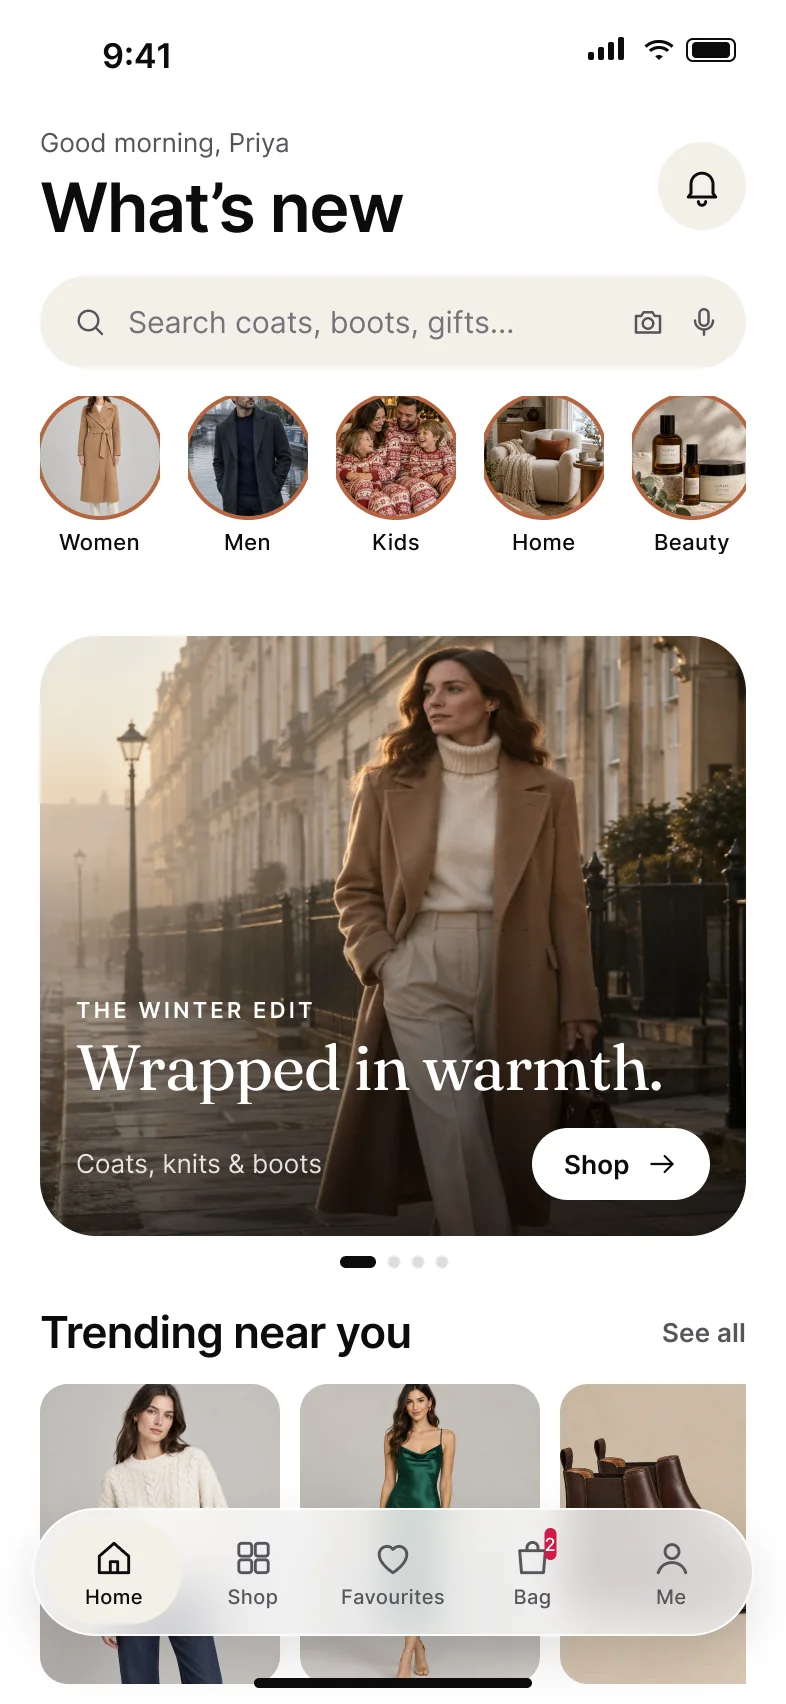 9:41
Good morning, Priya
What’s new
Search coats, boots, gifts...
Women
Men
Kids
Home
Beauty
THE WINTER EDIT
Wrapped in warmth.
Coats, knits & boots
Shop
Trending near you
See all
2
Home
Shop
Favourites
Bag
Me